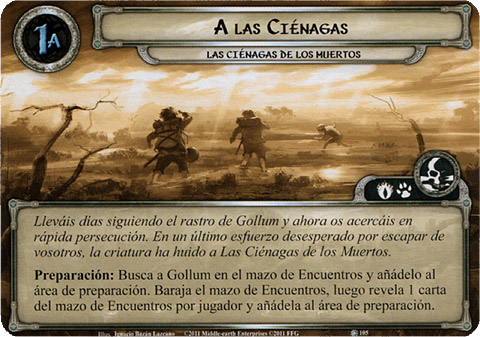 1A
A las Ciénagas
Las Ciénagas de los Muertos
Lleváis días siguiendo el rastro de Gollum y ahora os acercáis en
rápida persecución. En un último esfuerzo desesperado por escapar de
vosotros, la criatura ha huido a Las Ciénagas de los Muertos.
Preparación: Busca a Gollum en el mazo de Encuentros y añádelo al
área de preparación. Baraja el mazo de Encuentros, luego revela 1 carta
del mazo de Encuentros por jugador y añádela al área de preparación.
Illus. Ignacio Bazán Lazcano ©2011 Middle-earth Enterprises ©2011 FFG 105